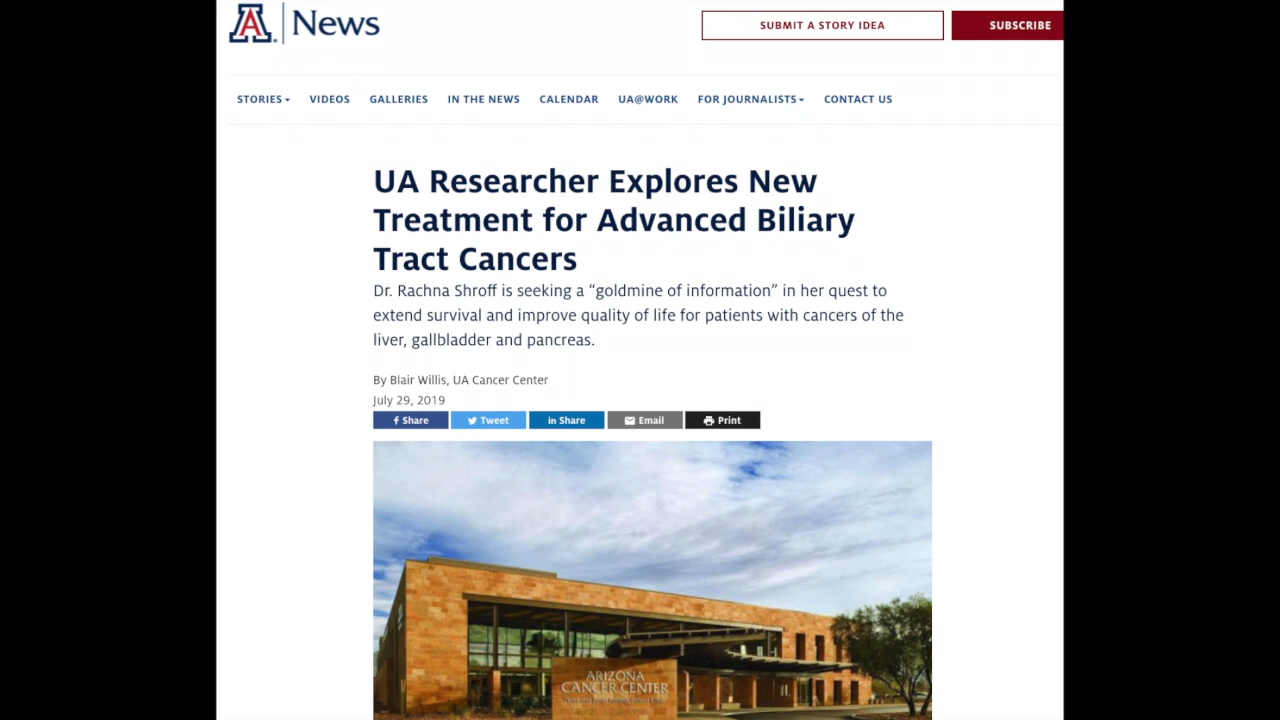 A News
SUBMIT A STORY IDEA
SUBSCRIBE
STORIES
VIDEOS
GALLERIES
IN THE NEWS
CALENDAR
UA@WORK
FOR JOURNALISTS
CONTACT US
UA Researcher Explores New
Treatment for Advanced Biliary
Tract Cancers
Dr. Rachna Shroff is seeking a “goldmine of information” in her quest to
extend survival and improve quality of life for patients with cancers of the
liver, gallbladder and pancreas.
By Blair Willis, UA Cancer Center
July 29, 2019
f Share
Tweet
in Share
Email
Print
ARIZONA
CANCER CENTER